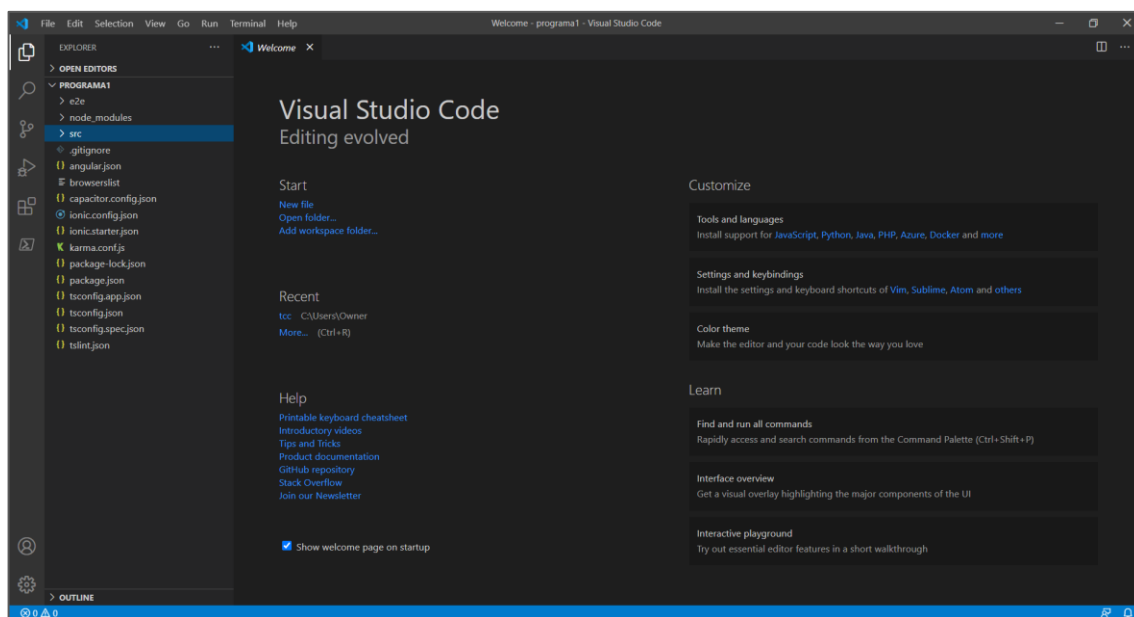 File Edit Selection View Go Run Terminal Help
Welcome - programa1 - Visual Studio Code
EXPLORER
OPEN EDITORS
PROGRAMA1
e2e
node_modules
src
.gitignore
angular.json
browserslist
capacitor.config.json
ionic.config.json
ionic.starter.json
karma.conf.js
package-lock.json
package.json
tsconfig.app.json
tsconfig.json
tsconfig.spec.json
tslint.json
OUTLINE
Welcome
Visual Studio Code
Editing evolved
Start
New file
Open folder...
Add workspace folder...
Recent
tcc C:\Users\Owner
More... (Ctrl+R)
Help
Printable keyboard cheatsheet
Introductory videos
Tips and Tricks
Product documentation
GitHub repository
Stack Overflow
Join our Newsletter
Show welcome page on startup
Customize
Tools and languages
Install support for JavaScript, Python, Java, PHP, Azure, Docker and more
Settings and keybindings
Install the settings and keyboard shortcuts of Vim, Sublime, Atom and others
Color theme
Make the editor and your code look the way you love
Learn
Find and run all commands
Rapidly access and search commands from the Command Palette (Ctrl+Shift+P)
Interface overview
Get a visual overlay highlighting the major components of the UI
Interactive playground
Try out essential editor features in a short walkthrough
0 0